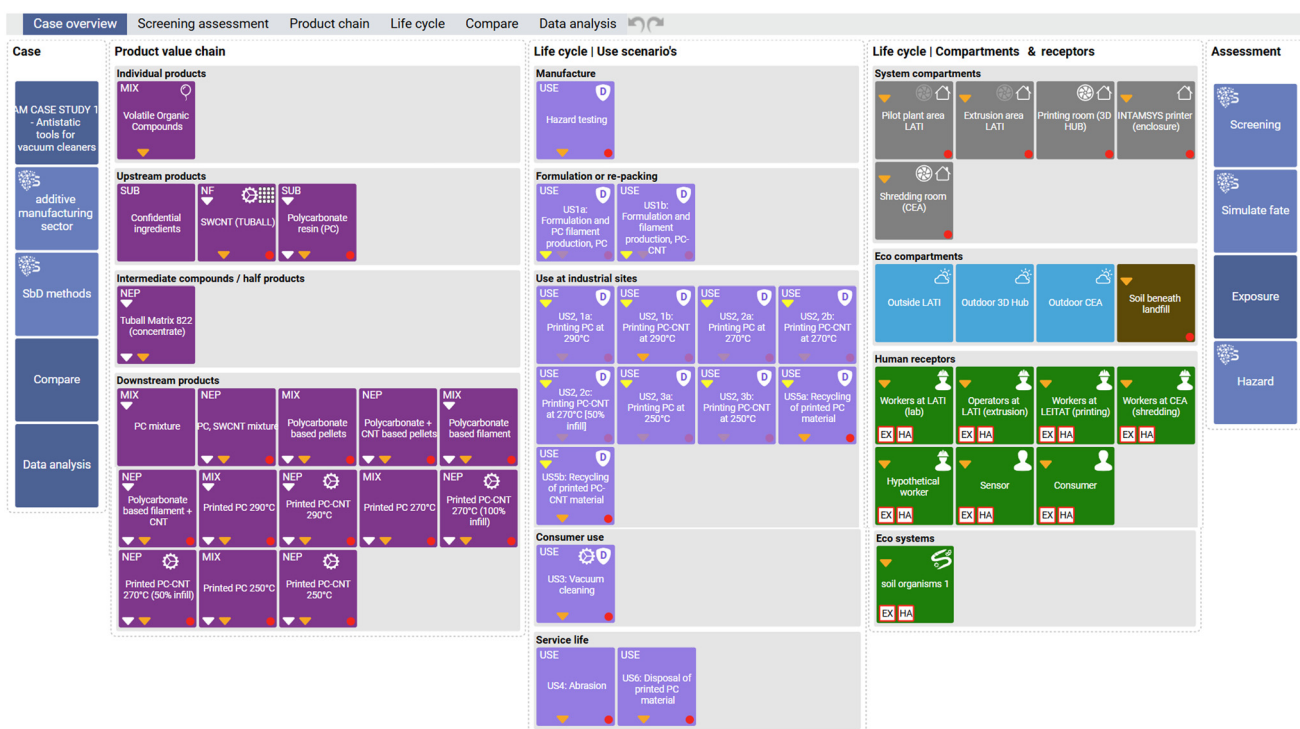 Case overview Screening assessment Product chain Life cycle Compare Data analysis
Case
AM CASE STUDY 1
- Antistatic
tools for
vacuum cleaners
additive
manufacturing
sector
SbD methods
Compare
Data analysis
Product value chain
Individual products
MIX
Volatile Organic
Compounds
Upstream products
SUB
Confidential
ingredients
NF
SWCNT (TUBALL)
SUB
Polycarbonate
resin (PC)
Intermediate compounds / half products
NEP
Tuball Matrix 822
(concentrate)
Downstream products
MIX
PC mixture
NEP
PC, SWCNT mixture
MIX
Polycarbonate
based pellets
NEP
Polycarbonate +
CNT based pellets
MIX
Polycarbonate
based filament
NEP
Polycarbonate
based filament +
CNT
MIX
Printed PC 290°C
NEP
Printed PC-CNT
290°C
MIX
Printed PC 270°C
NEP
Printed PC-CNT
270°C (100%
infill)
NEP
Printed PC-CNT
270°C (50% infill)
MIX
Printed PC 250°C
NEP
Printed PC-CNT
250°C
Life cycle | Use scenario's
Manufacture
USE D
Hazard testing
Formulation or re-packing
USE D
US1a:
Formulation and
PC filament
production, PC
USE D
US1b:
Formulation and
filament
production, PC-
CNT
Use at industrial sites
USE D
US2, 1a:
Printing PC at
290°C
USE D
US2, 1b:
Printing PC-CNT
at 290°C
USE D
US2, 2a:
Printing PC at
270°C
USE D
US2, 2b:
Printing PC-CNT
at 270°C
USE D
US2, 2c:
Printing PC-CNT
at 270°C [50%
infill]
USE D
US2, 3a:
Printing PC at
250°C
USE D
US2, 3b:
Printing PC-CNT
at 250°C
USE D
US5a: Recycling
of printed PC
material
USE D
US5b: Recycling
of printed PC-
CNT material
Consumer use
USE D
US3: Vacuum
cleaning
Service life
USE
US4: Abrasion
USE
US6: Disposal of
printed PC
material
Life cycle | Compartments & receptors
System compartments
Pilot plant area
LATI
Extrusion area
LATI
Printing room (3D
HUB)
INTAMSYS printer
(enclosure)
Shredding room
(CEA)
Eco compartments
Outside LATI
Outdoor 3D Hub
Outdoor CEA
Soil beneath
landfill
Human receptors
Workers at LATI
(lab)
EX HA
Operators at
LATI (extrusion)
EX HA
Workers at
LEITAT (printing)
EX HA
Workers at CEA
(shredding)
EX HA
Hypothetical
worker
EX HA
Sensor
EX HA
Consumer
EX HA
Eco systems
soil organisms 1
EX HA
Assessment
Screening
Simulate fate
Exposure
Hazard